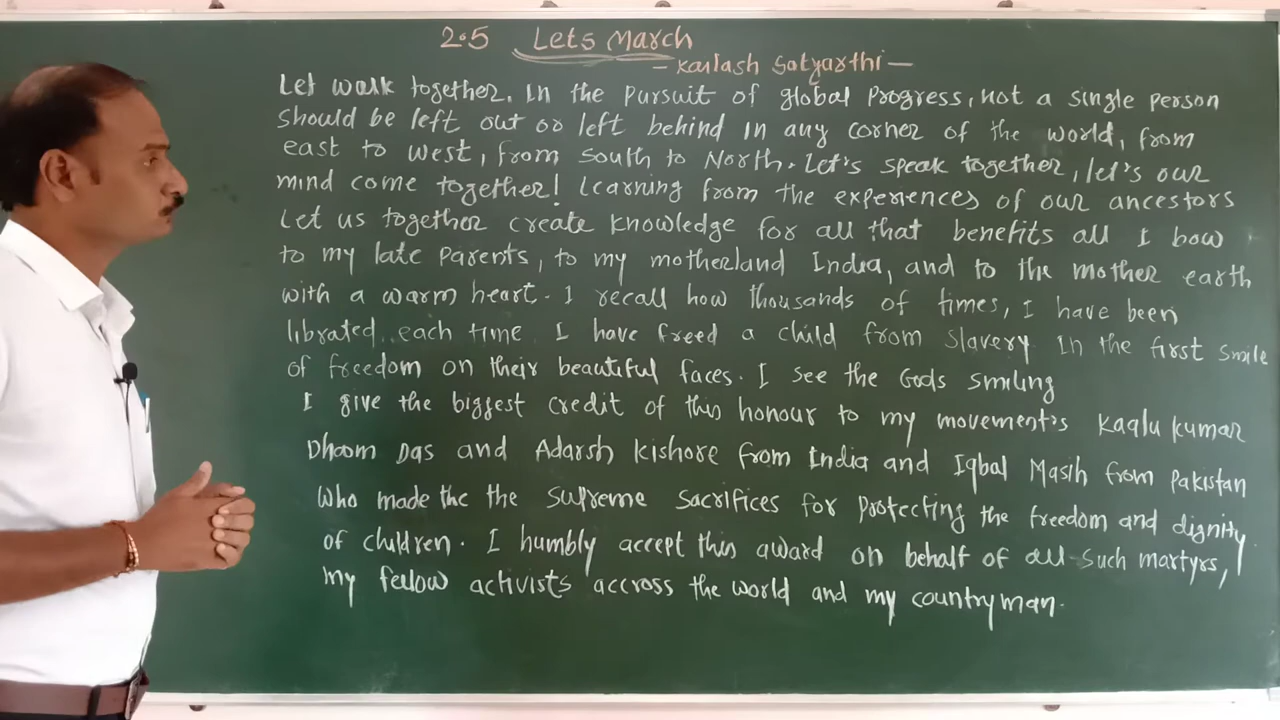 2.5 Lets March
- Kailash Satyarthi -
Let walk together. In the pursuit of global progress, not a single person
should be left out or left behind in any corner of the world, from
east to west, from south to North. Let's speak together, let's our
mind come together! Learning from the experiences of our ancestors
Let us together create knowledge for all that benefits all I bow
to my late parents, to my motherland India, and to the mother earth
with a warm heart. I recall how thousands of times, I have been
librated..each time I have freed a child from slavery In the first smile
of freedom on their beautiful faces. I see the Gods smiling
I give the biggest credit of this honour to my movement's Kaalu Kumar
Dhoom Das and Adarsh Kishore from India and Iqbal Masih from Pakistan
Who made the the supreme sacrifices for protecting the freedom and dignity
of children. I humbly accept this award on behalf of all such martyrs,
my fellow activists accross the world and my countryman.